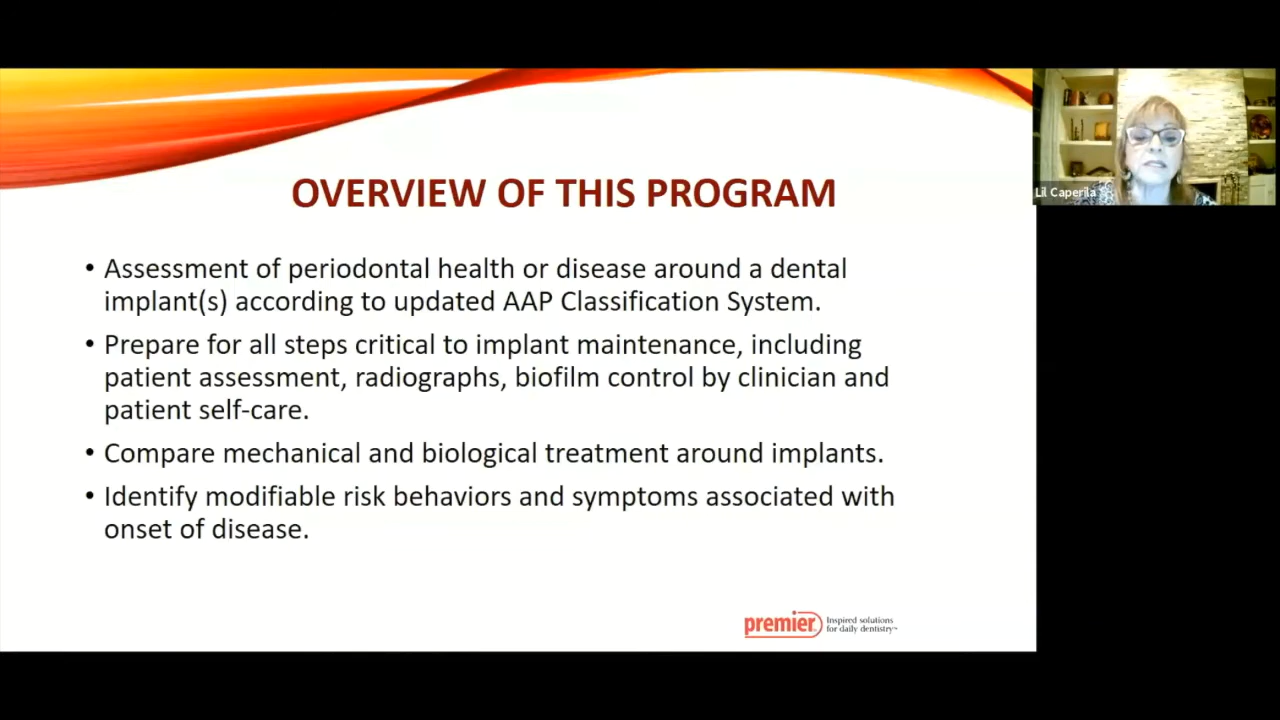 OVERVIEW OF THIS PROGRAM
• Assessment of periodontal health or disease around a dental
implant(s) according to updated AAP Classification System.
• Prepare for all steps critical to implant maintenance, including
patient assessment, radiographs, biofilm control by clinician and
patient self-care.
• Compare mechanical and biological treatment around implants.
• Identify modifiable risk behaviors and symptoms associated with
onset of disease.
premier
Inspired solutions
for daily dentistry™
Lil Caperila